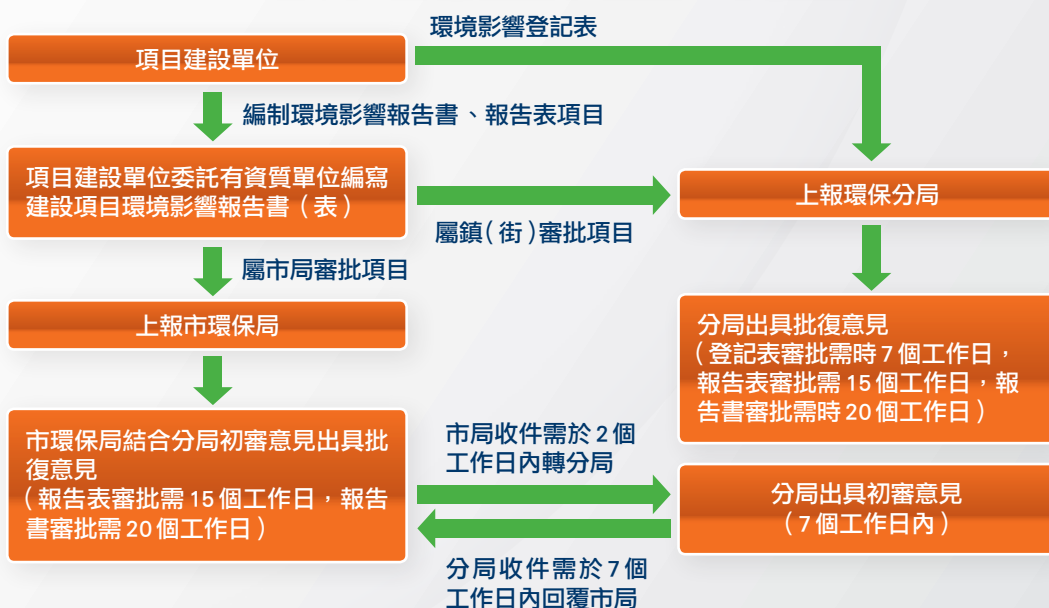 環境影響登記表
項目建設單位
編制環境影響報告書、報告表項目
項目建設單位委託有資質單位編寫
建設項目環境影響報告書（表）
上報環保分局
屬鎮（街）審批項目
屬市局審批項目
上報市環保局
分局出具批復意見
（登記表審批需時7個工作日，
報告表審批需15個工作日，報
告書審批需時20個工作日）
市環保局結合分局初審意見出具批
復意見
（報告表審批需15個工作日，報告
書審批需20個工作日）
市局收件需於2個
工作日內轉分局
分局出具初審意見
（7個工作日內）
分局收件需於7個
工作日內回覆市局